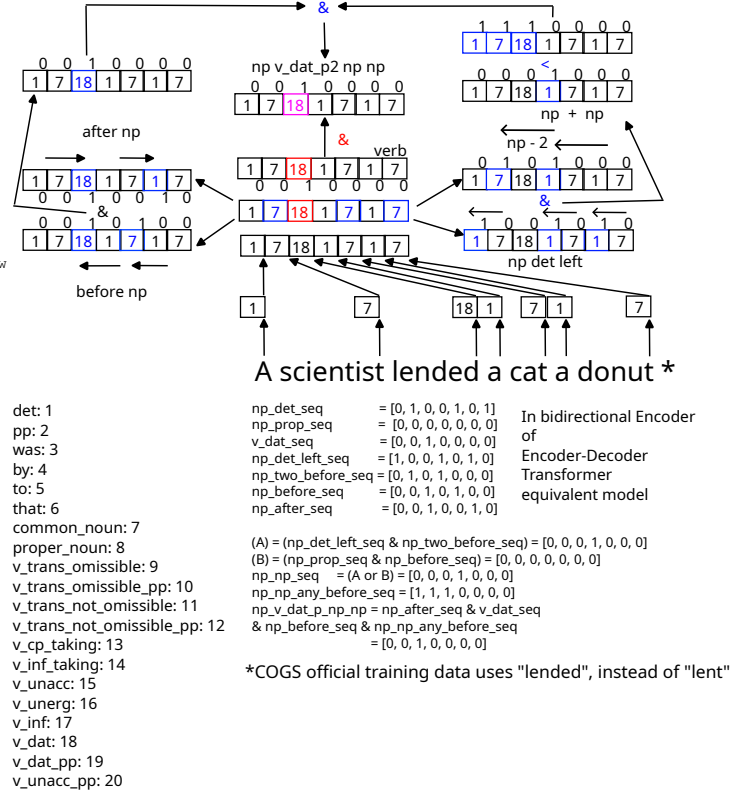 &
1 1 1 0 0 0 0
1 7 18 1 7 1 7
<
0 0 0 1 0 0 0
1 7 18 1 7 1 7
np + np
np v_dat_p2 np np
0 0 1 0 0 0 0
1 7 18 1 7 1 7
0 0 1 0 0 0 0
1 7 18 1 7 1 7
after np
&
verb
1 7 18 1 7 1 7
0 0 1 0 0 0 0
np - 2
0 1 0 1 0 0 0
1 7 18 1 7 1 7
&
1 7 18 1 7 1 7
0 0 1 0 0 1 0
&
0 0 1 0 1 0 0
1 7 18 1 7 1 7
before np
1 7 18 1 7 1 7
1 7 18 1 7 1 7
1 0 0 1 0 1 0
1 7 18 1 7 1 7
np det left
w
1 7 18 1 7 1 7
A scientist lended a cat a donut *
det: 1
pp: 2
was: 3
by: 4
to: 5
that: 6
common_noun: 7
proper_noun: 8
v_trans_omissible: 9
v_trans_omissible_pp: 10
v_trans_not_omissible: 11
v_trans_not_omissible_pp: 12
v_cp_taking: 13
v_inf_taking: 14
v_unacc: 15
v_unerg: 16
v_inf: 17
v_dat: 18
v_dat_pp: 19
v_unacc_pp: 20
np_det_seq = [0, 1, 0, 0, 1, 0, 1]
np_prop_seq = [0, 0, 0, 0, 0, 0, 0]
v_dat_seq = [0, 0, 1, 0, 0, 0, 0]
np_det_left_seq = [1, 0, 0, 1, 0, 1, 0]
np_two_before_seq = [0, 1, 0, 1, 0, 0, 0]
np_before_seq = [0, 0, 1, 0, 1, 0, 0]
np_after_seq = [0, 0, 1, 0, 0, 1, 0]
In bidirectional Encoder
of
Encoder-Decoder
Transformer
equivalent model
(A) = (np_det_left_seq & np_two_before_seq) = [0, 0, 0, 1, 0, 0, 0]
(B) = (np_prop_seq & np_before_seq) = [0, 0, 0, 0, 0, 0, 0]
np_np_seq = (A or B) = [0, 0, 0, 1, 0, 0, 0]
np_np_any_before_seq = [1, 1, 1, 0, 0, 0, 0]
np_v_dat_p_np_np = np_after_seq & v_dat_seq
& np_before_seq & np_np_any_before_seq
= [0, 0, 1, 0, 0, 0, 0]
*COGS official training data uses "lended", instead of "lent"